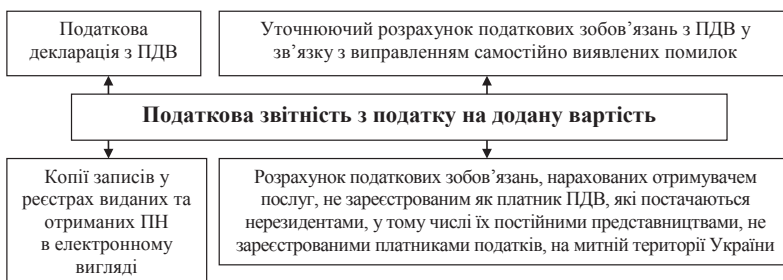 Податкова
декларація з ПДВ
Уточнюючий розрахунок податкових зобов’язань з ПДВ у
зв’язку з виправленням самостійно виявлених помилок
Податкова звітність з податку на додану вартість
Копії записів у
реєстрах виданих та
отриманих ПН
в електронному
вигляді
Розрахунок податкових зобов’язань, нарахованих отримувачем
послуг, не зареєстрованим як платник ПДВ, які постачаються
нерезидентами, у тому числі їх постійними представництвами, не
зареєстрованими платниками податків, на митній території України